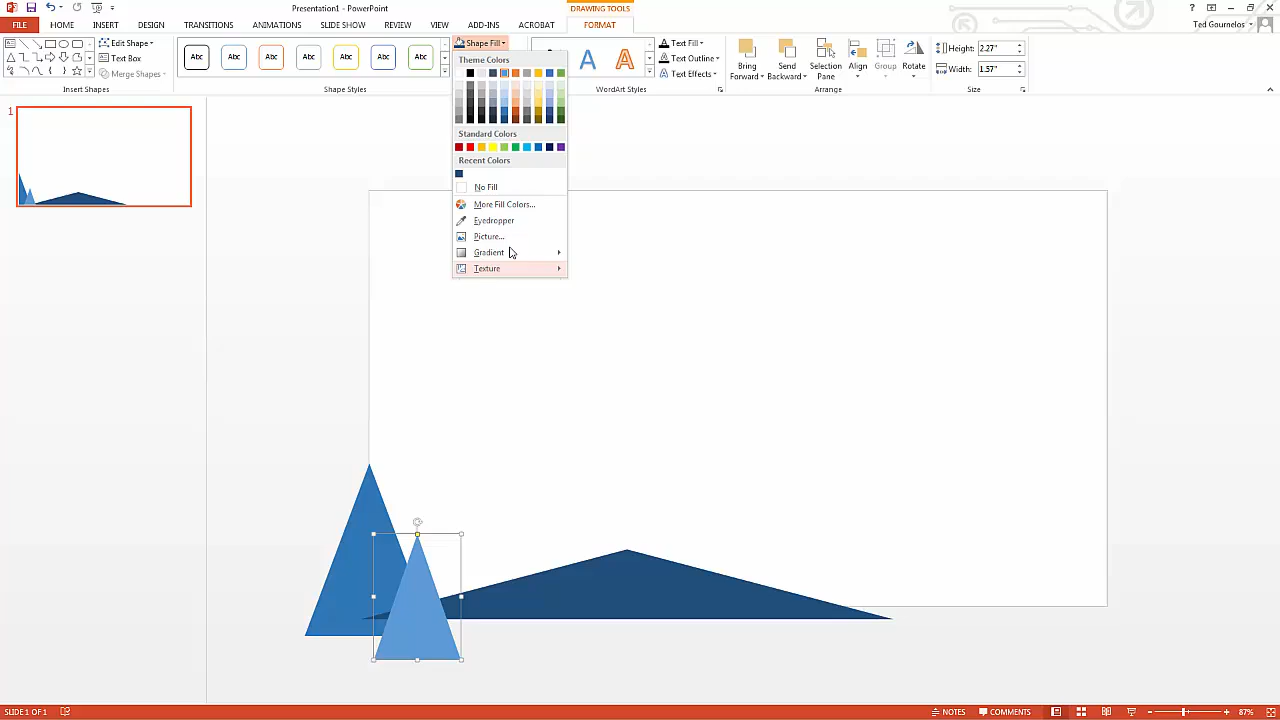 Presentation1 - PowerPoint
DRAWING TOOLS
FILE HOME INSERT DESIGN TRANSITIONS ANIMATIONS SLIDE SHOW REVIEW VIEW ADD-INS ACROBAT FORMAT
Ted Gournelos
Edit Shape
Text Box
Merge Shapes
Insert Shapes
Abc Abc Abc Abc Abc Abc Abc
Shape Styles
Shape Fill
Theme Colors
Standard Colors
Recent Colors
No Fill
More Fill Colors...
Eyedropper
Picture...
Gradient
Texture
A A
Text Fill
Text Outline
Text Effects
WordArt Styles
Bring Forward
Send Backward
Selection Pane
Align
Group
Rotate
Arrange
Height: 2.27"
Width: 1.57"
Size
1
SLIDE 1 OF 1
NOTES
COMMENTS
87%